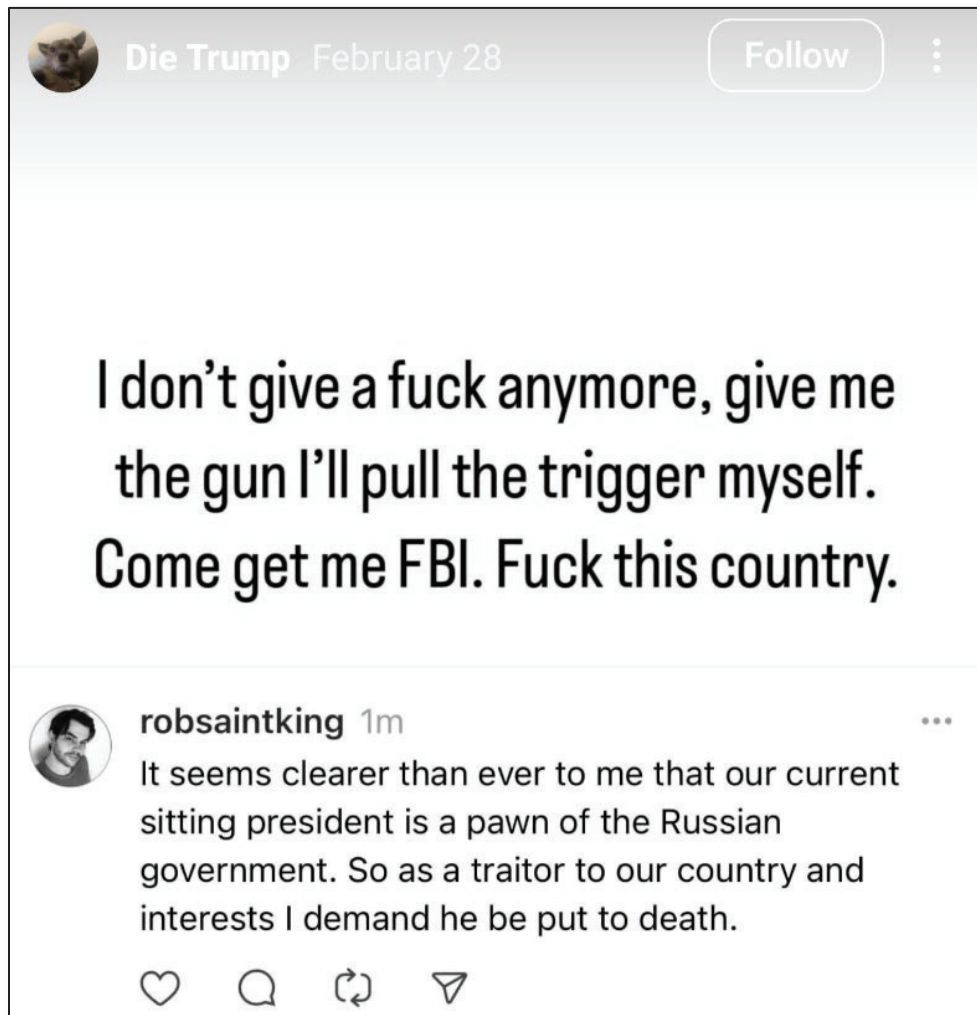 Die Trump February 28 Follow
I don't give a fuck anymore, give me
the gun I'll pull the trigger myself.
Come get me FBI. Fuck this country.
robsaintking 1m
It seems clearer than ever to me that our current
sitting president is a pawn of the Russian
government. So as a traitor to our country and
interests I demand he be put to death.